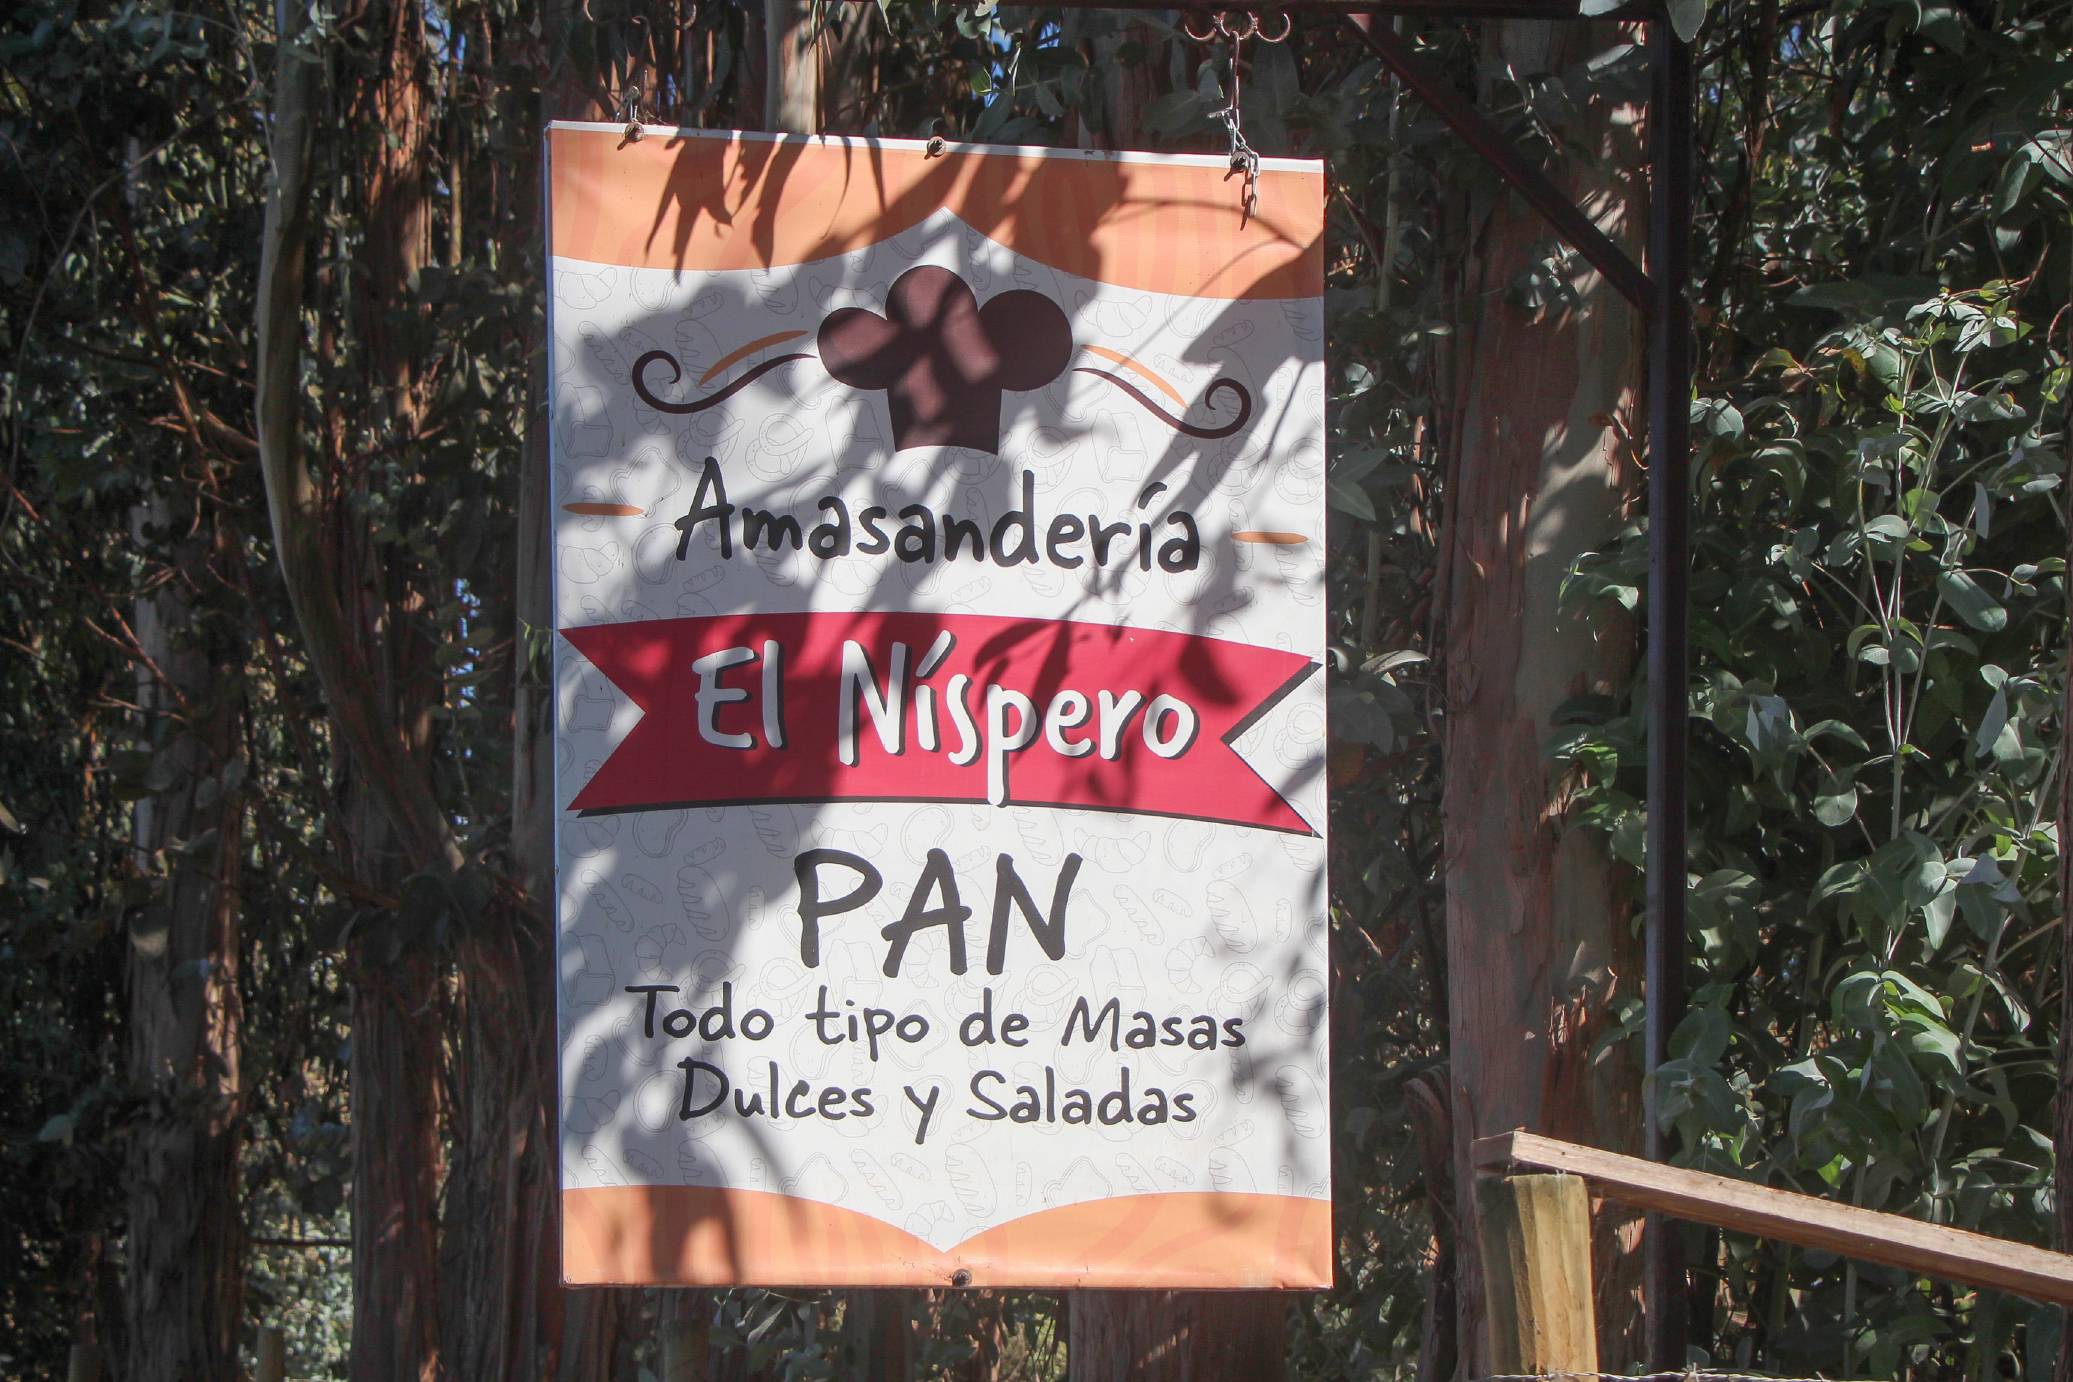 Amasandería
El Níspero
PAN
Todo tipo de Masas
Dulces y Saladas